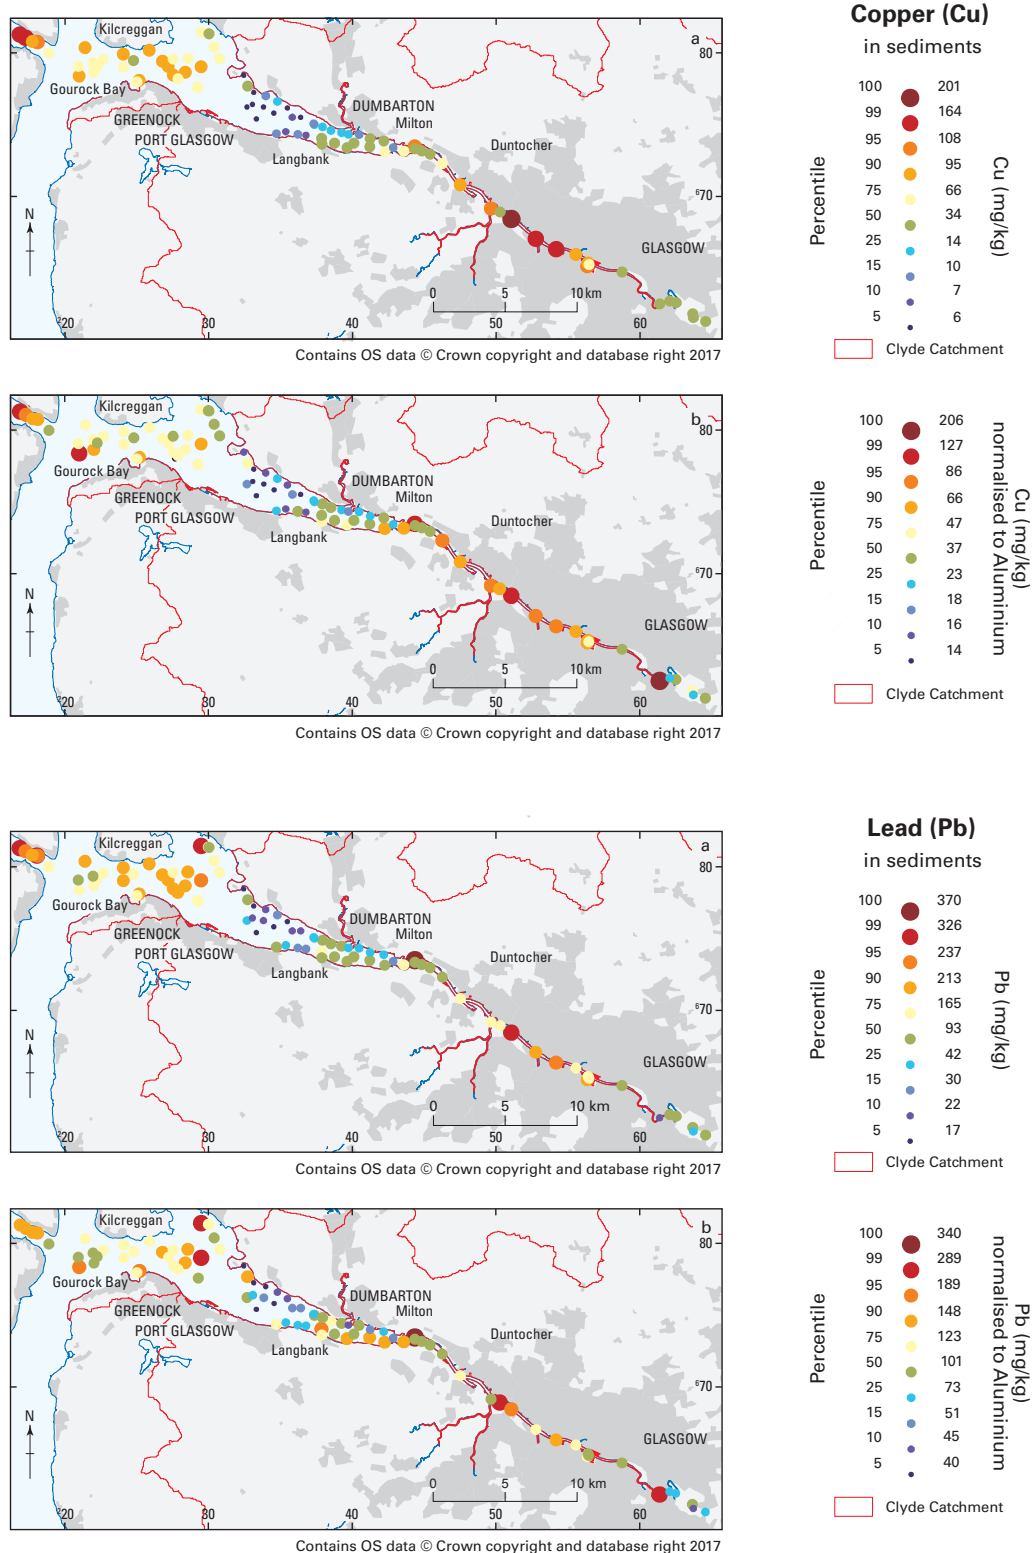 Copper (Cu)
in sediments
a
Kilcreggan
80
Gourock Bay
GREENOCK
PORT GLASGOW
DUMBARTON
Milton
Langbank
Duntocher
⁶70
N
GLASGOW
0 5 10 km
²20 30 40 50 60
Contains OS data © Crown copyright and database right 2017
Percentile
Cu (mg/kg)
100 201
99 164
95 108
90 95
75 66
50 34
25 14
15 10
10 7
5 6
Clyde Catchment
b
Kilcreggan
80
Gourock Bay
GREENOCK
PORT GLASGOW
DUMBARTON
Milton
Langbank
Duntocher
⁶70
N
GLASGOW
0 5 10 km
²20 30 40 50 60
Contains OS data © Crown copyright and database right 2017
Percentile
Cu (mg/kg)
normalised to Aluminium
100 206
99 127
95 86
90 66
75 47
50 37
25 23
15 18
10 16
5 14
Clyde Catchment
Lead (Pb)
in sediments
a
Kilcreggan
80
Gourock Bay
GREENOCK
PORT GLASGOW
DUMBARTON
Milton
Langbank
Duntocher
⁶70
N
GLASGOW
0 5 10 km
²20 30 40 50 60
Contains OS data © Crown copyright and database right 2017
Percentile
Pb (mg/kg)
100 370
99 326
95 237
90 213
75 165
50 93
25 42
15 30
10 22
5 17
Clyde Catchment
b
Kilcreggan
80
Gourock Bay
GREENOCK
PORT GLASGOW
DUMBARTON
Milton
Langbank
Duntocher
⁶70
N
GLASGOW
0 5 10 km
²20 30 40 50 60
Contains OS data © Crown copyright and database right 2017
Percentile
Pb (mg/kg)
normalised to Aluminium
100 340
99 289
95 189
90 148
75 123
50 101
25 73
15 51
10 45
5 40
Clyde Catchment